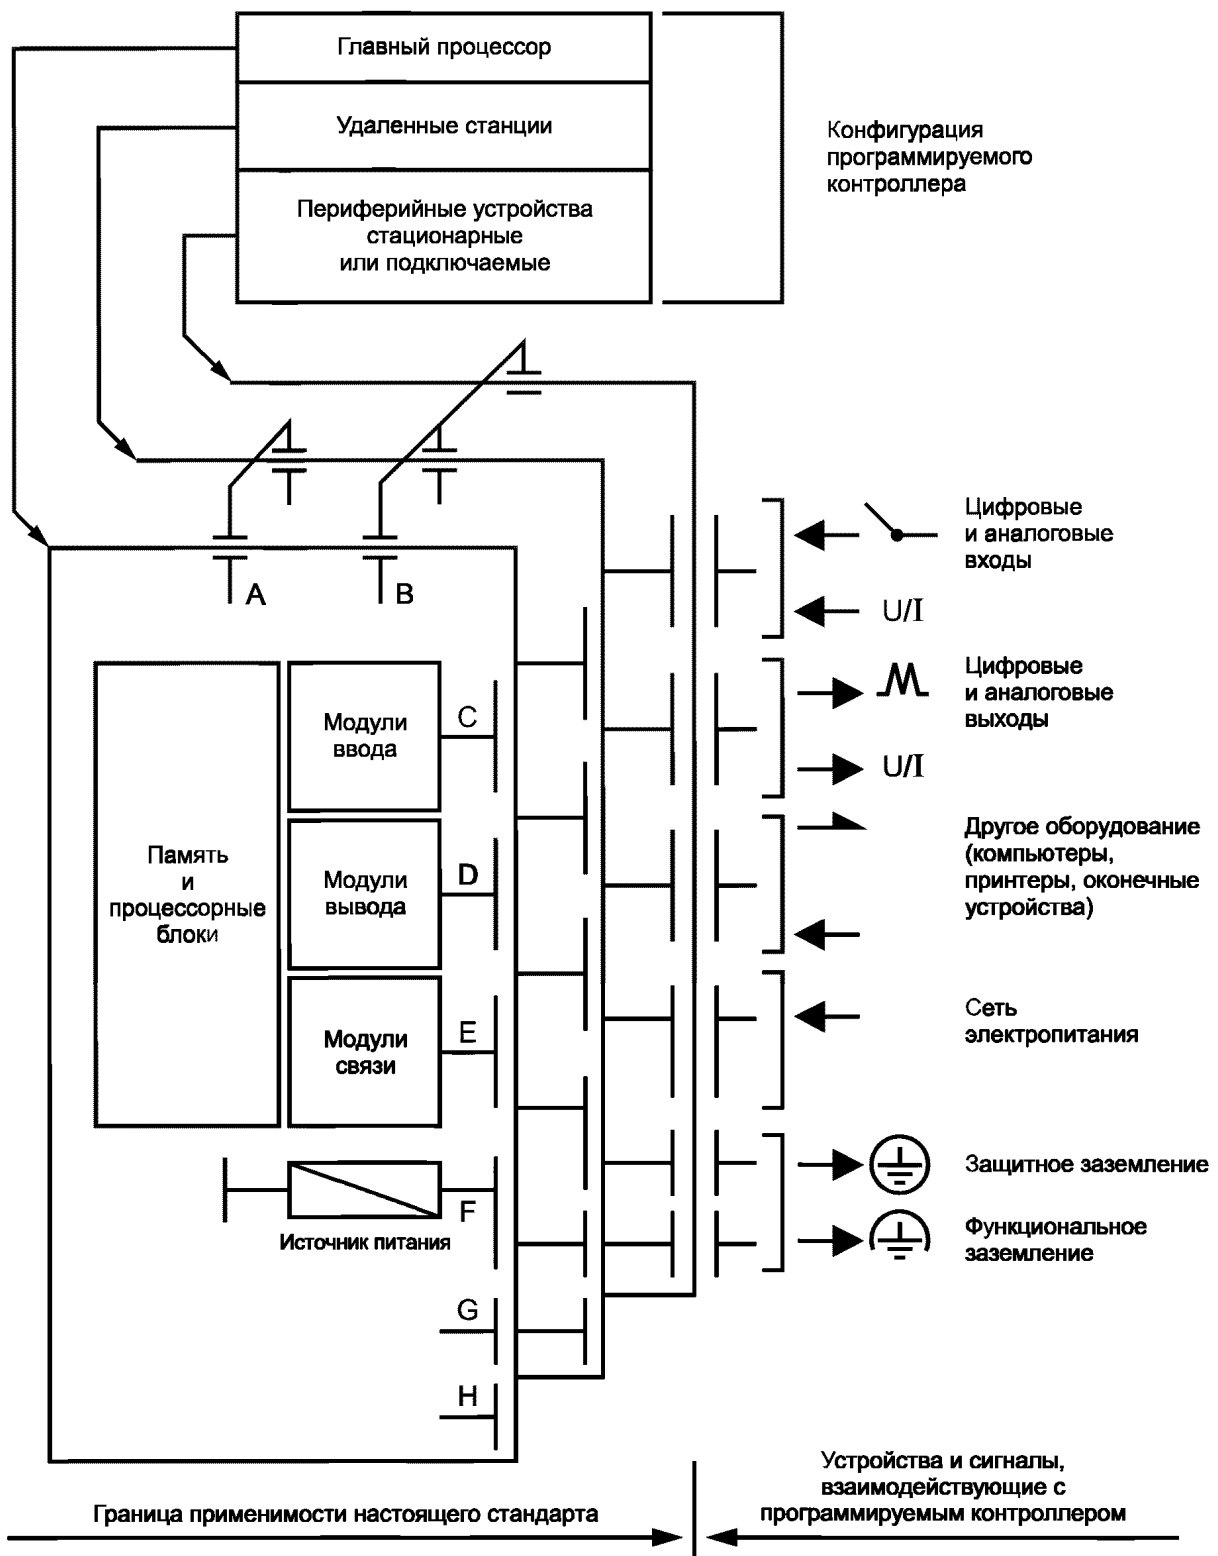 Главный процессор
Удаленные станции
Периферийные устройства
стационарные
или подключаемые
Конфигурация
программируемого
контроллера
A
B
Цифровые
и аналоговые
входы
U/I
Цифровые
и аналоговые
выходы
U/I
Модули
ввода
C
Память
и
процессорные
блоки
Модули
вывода
D
Другое оборудование
(компьютеры,
принтеры, оконечные
устройства)
Модули
связи
E
Сеть
электропитания
F
Источник питания
Защитное заземление
Функциональное
заземление
G
H
Граница применимости настоящего стандарта
Устройства и сигналы,
взаимодействующие с
программируемым контроллером